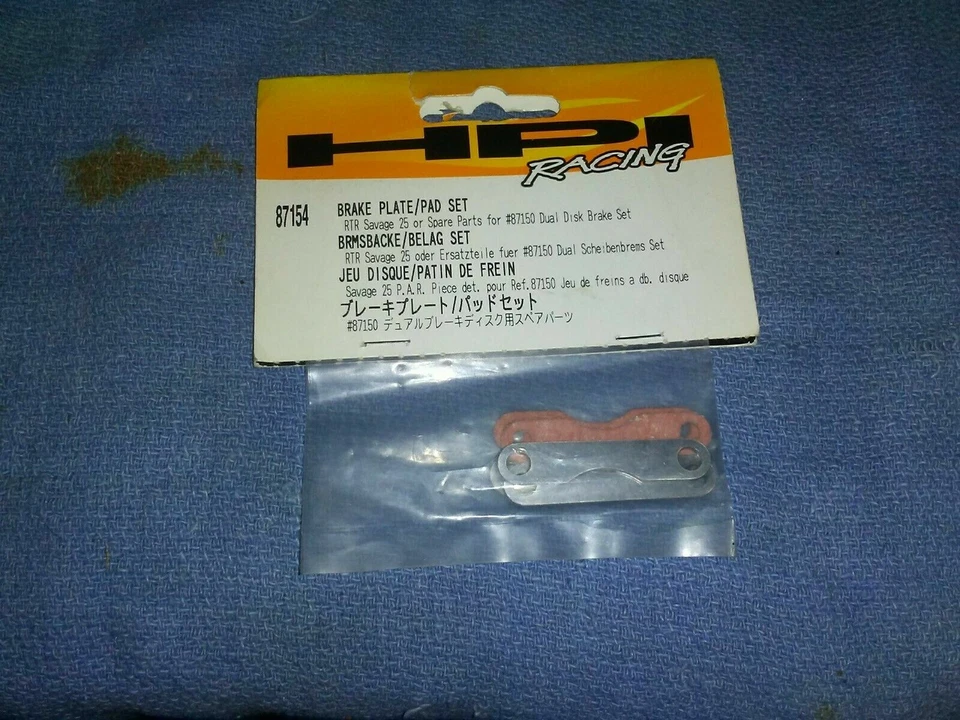 HPI
RACING
87154
BRAKE PLATE/PAD SET
RTR Savage 25 or Spare Parts for #87150 Dual Disk Brake Set
BRMSBACKE/BELAG SET
RTR Savage 25 oder Ersatzteile fuer #87150 Dual Scheibenbrems Set
JEU DISQUE/PATIN DE FREIN
Savage 25 P.A.R. Piece det. pour Ref.87150 Jeu de freins a db. disque
ブレーキプレート/パッドセット
#87150 デュアルブレーキディスク用スペアパーツ